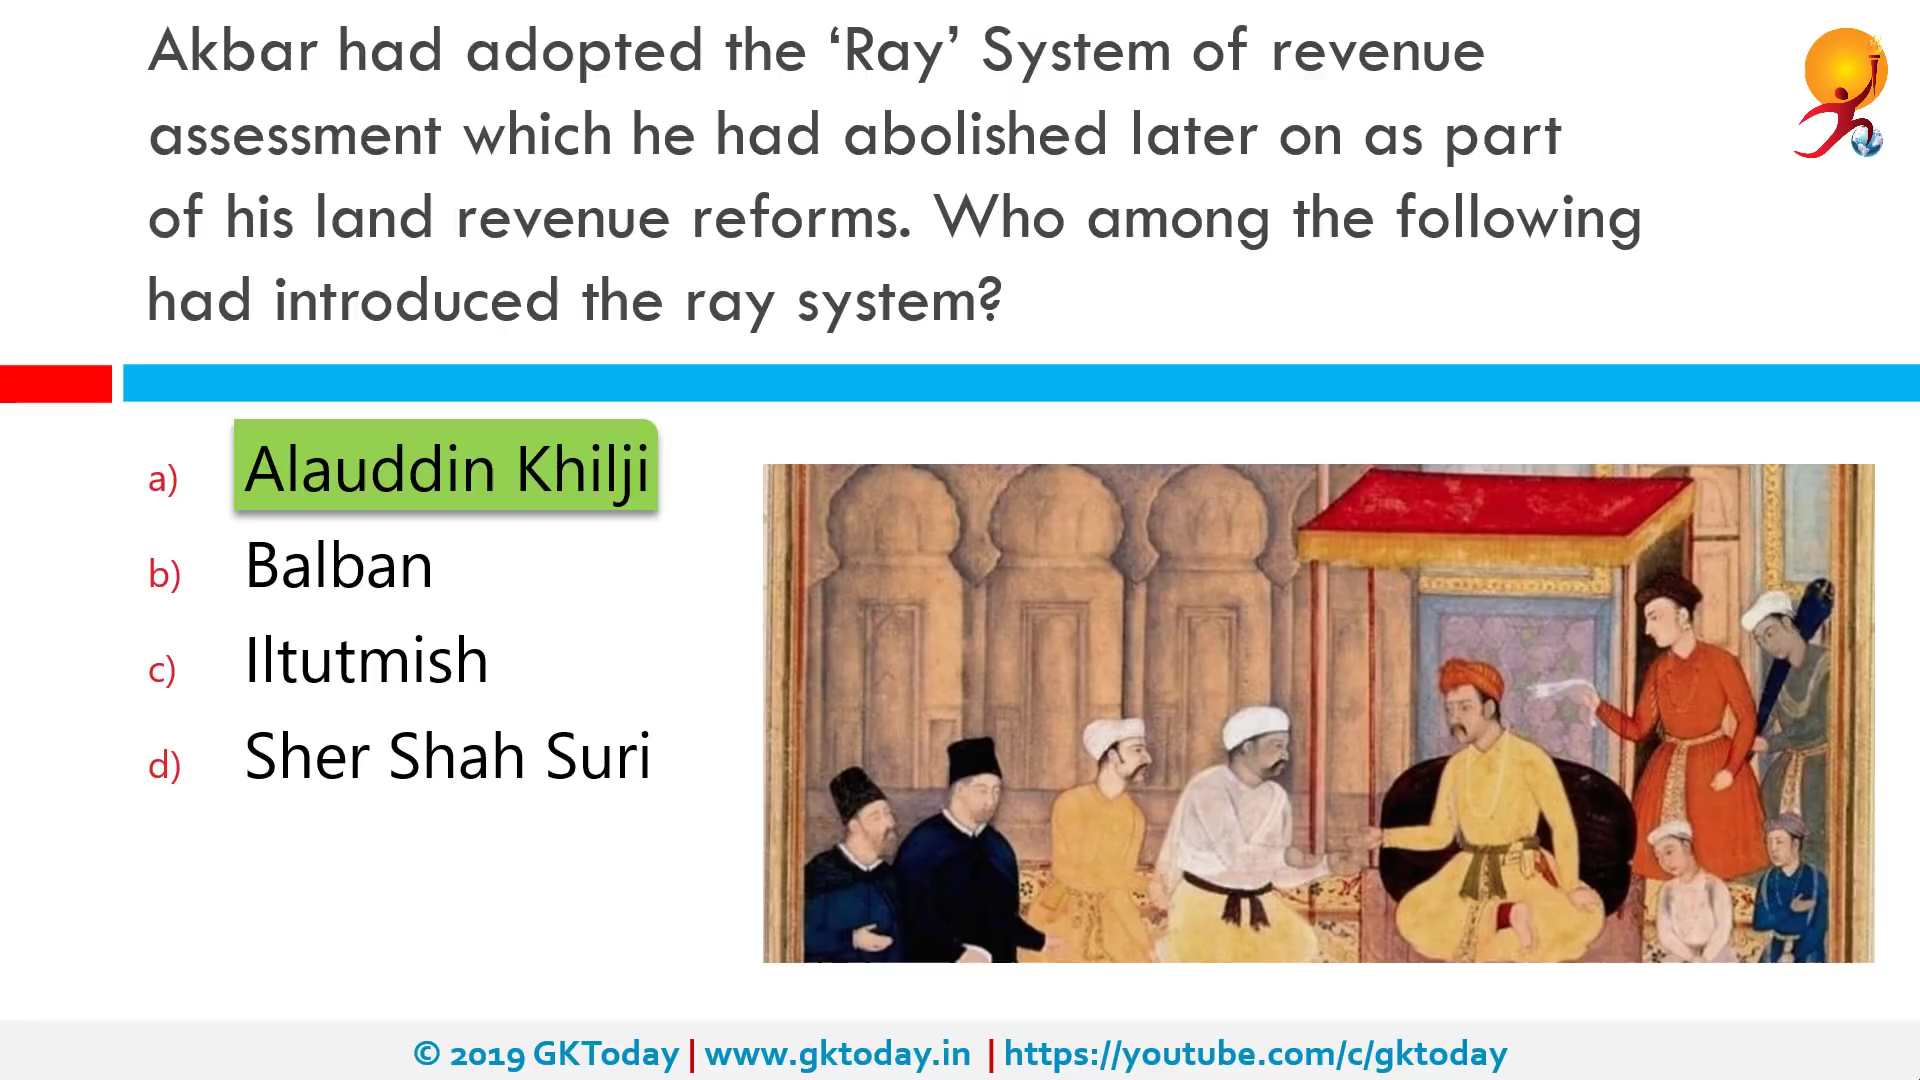 Akbar had adopted the ‘Ray’ System of revenue
assessment which he had abolished later on as part
of his land revenue reforms. Who among the following
had introduced the ray system?
a) Alauddin Khilji
b) Balban
c) Iltutmish
d) Sher Shah Suri
© 2019 GKToday | www.gktoday.in | https://youtube.com/c/gktoday